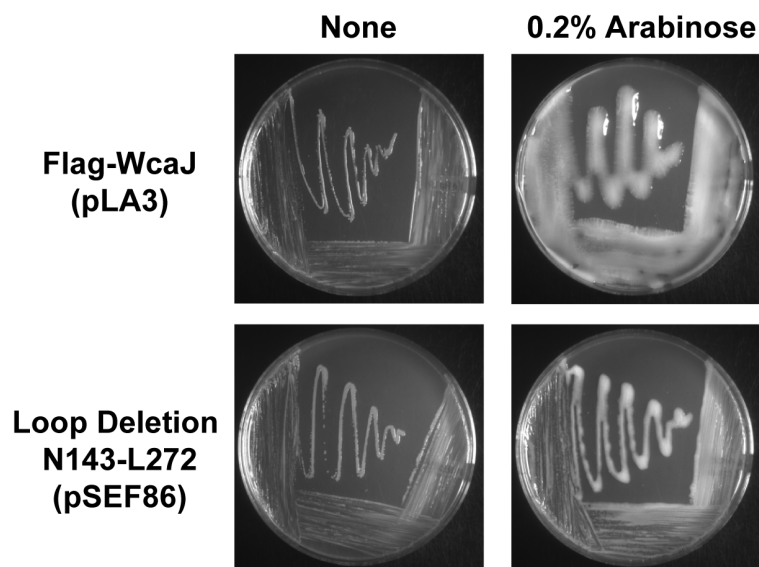 None
0.2% Arabinose
Flag-WcaJ
(pLA3)
Loop Deletion
N143-L272
(pSEF86)